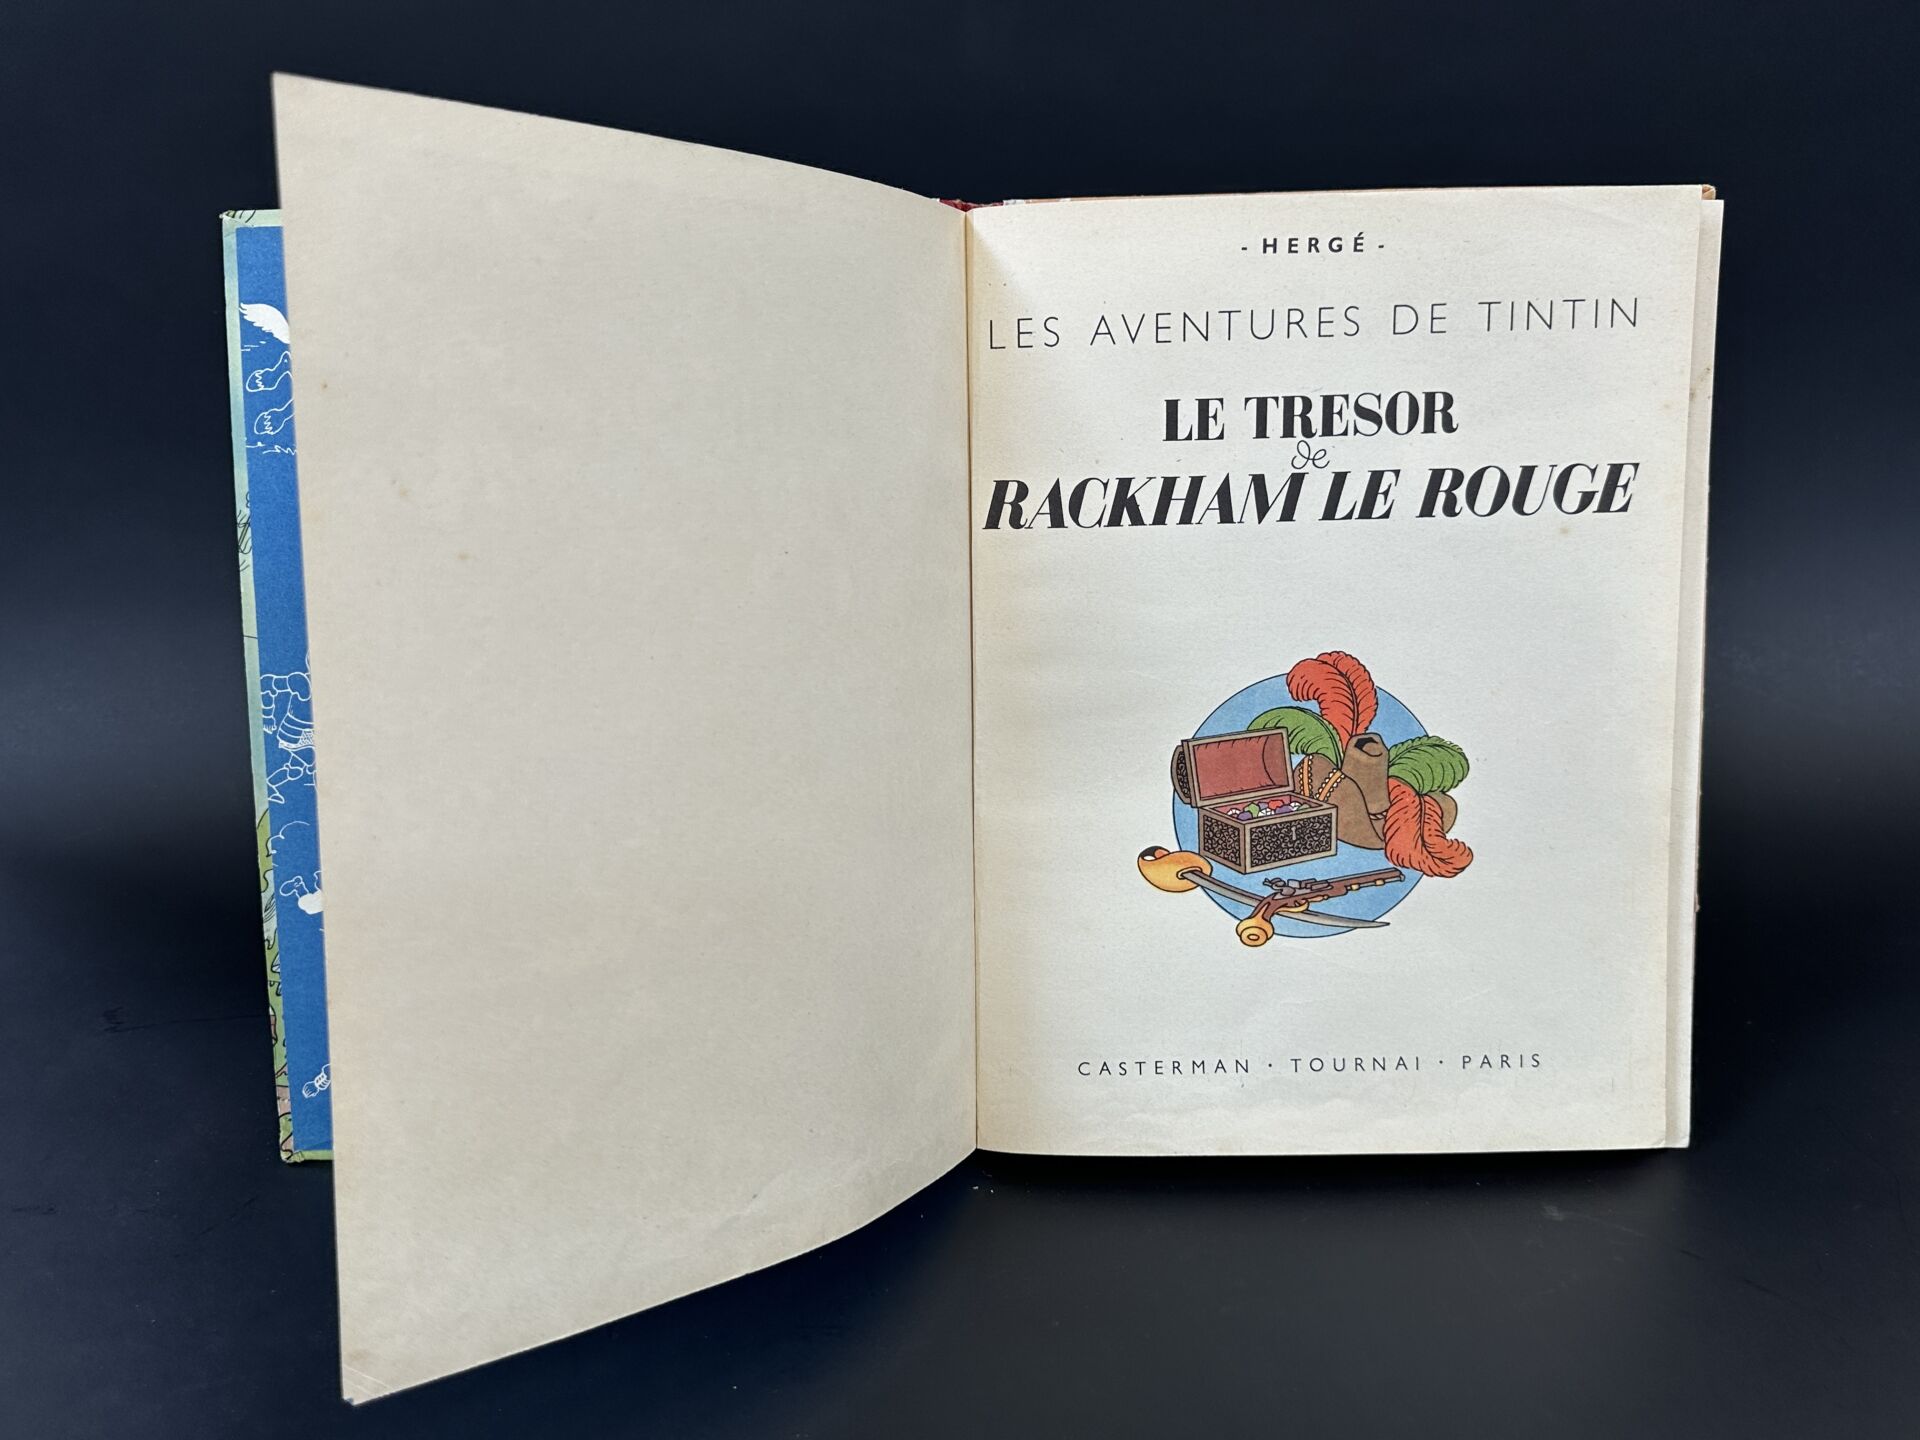 - HERGÉ -
LES AVENTURES DE TINTIN
LE TRESOR
de
RACKHAM LE ROUGE
CASTERMAN · TOURNAI · PARIS